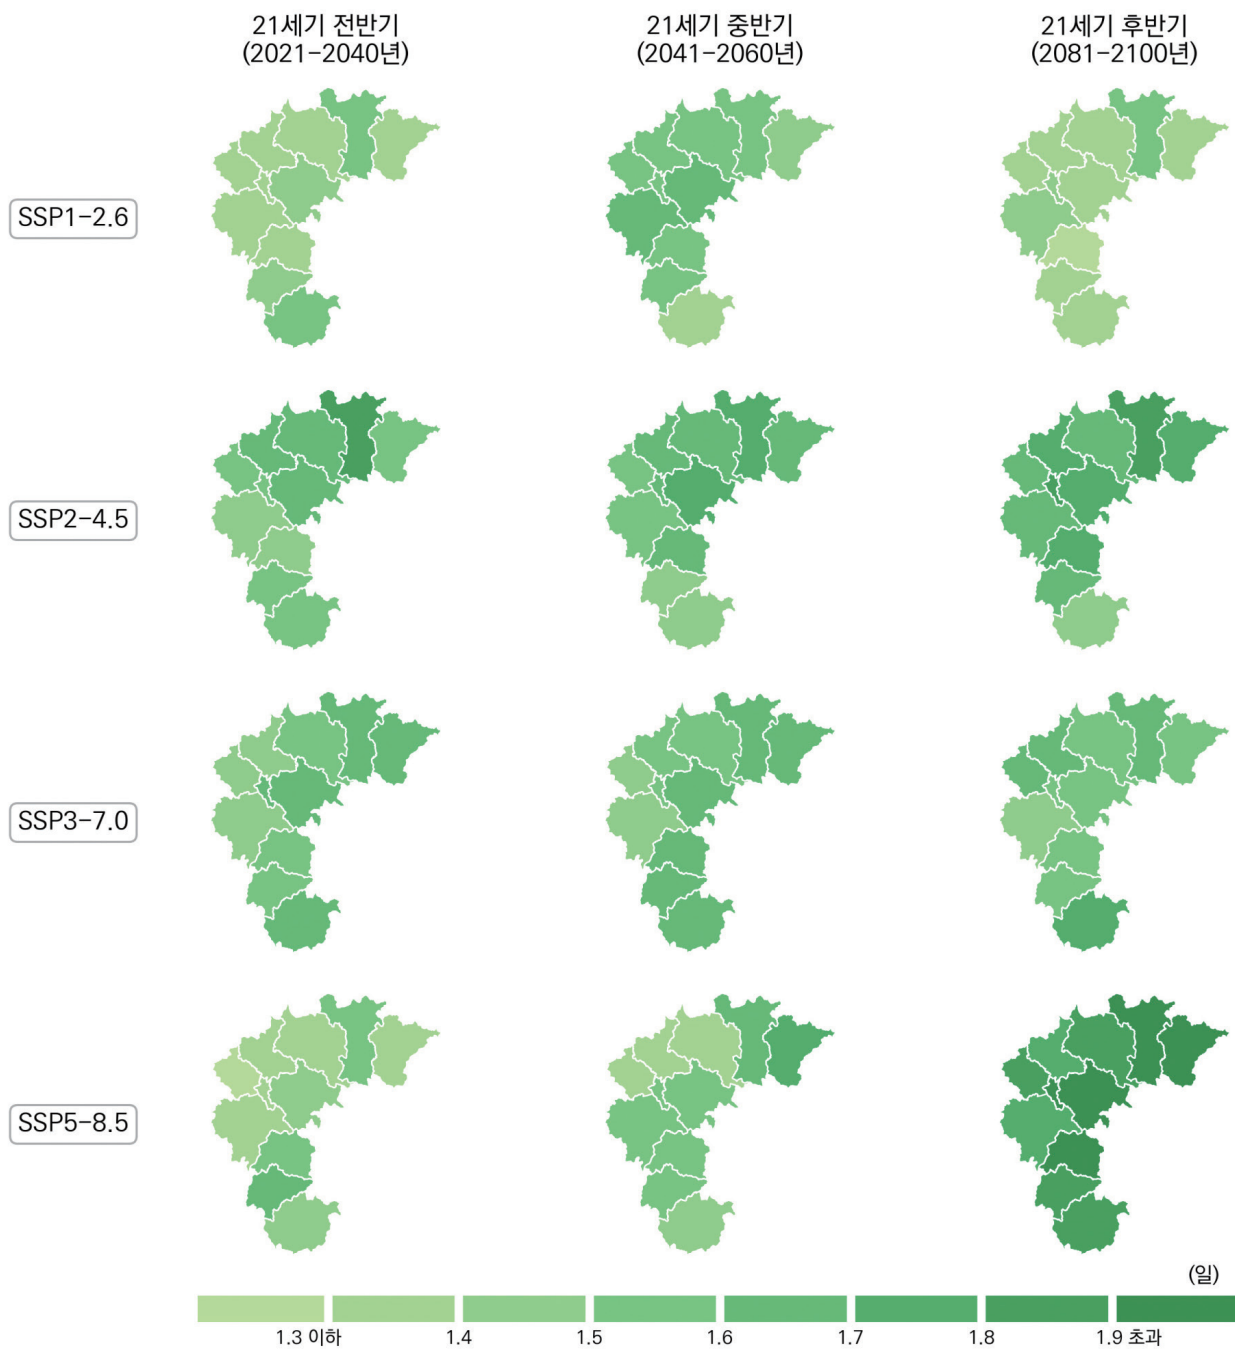 21세기 전반기
(2021-2040년)
21세기 중반기
(2041-2060년)
21세기 후반기
(2081-2100년)
SSP1-2.6
SSP2-4.5
SSP3-7.0
SSP5-8.5
(일)
1.3 이하
1.4
1.5
1.6
1.7
1.8
1.9 초과